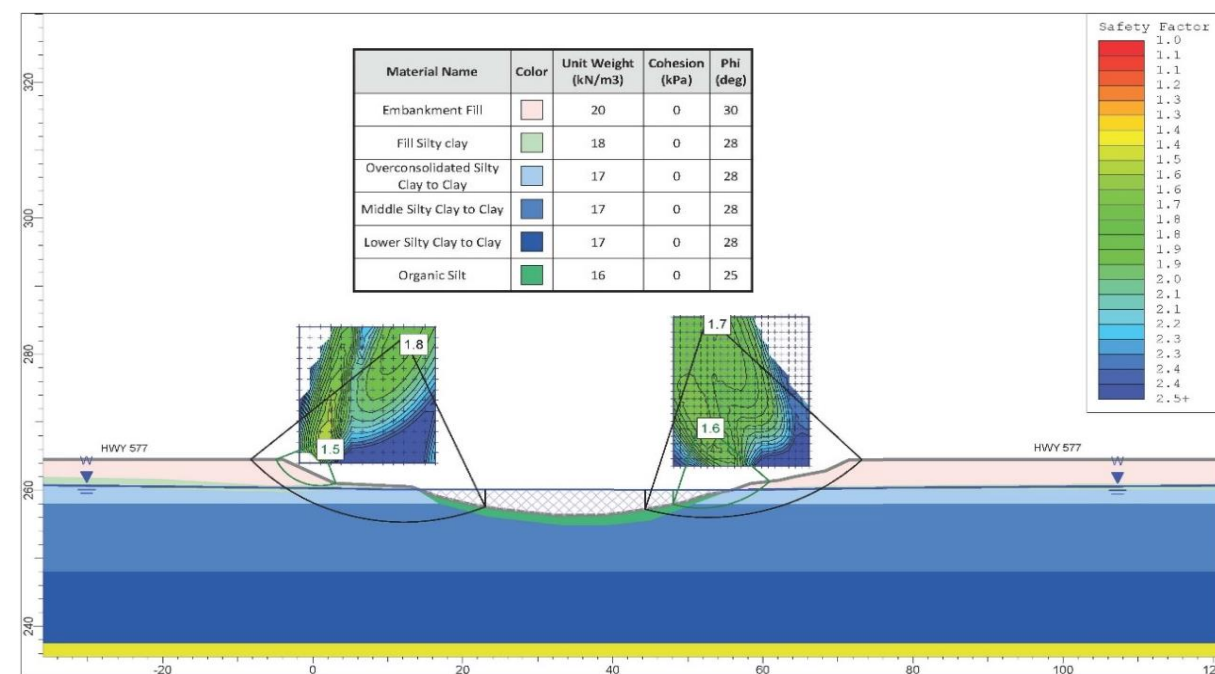 Safety Factor
1.0
1.1
1.1
1.2
1.3
1.4
1.4
1.5
1.6
1.6
1.7
1.8
1.8
1.9
1.9
2.0
2.1
2.1
2.2
2.3
2.3
2.4
2.4
2.5+
Material Name Color Unit Weight (kN/m3) Cohesion (kPa) Phi (deg)
Embankment Fill 20 0 30
Fill Silty clay 18 0 28
Overconsolidated Silty Clay to Clay 17 0 28
Middle Silty Clay to Clay 17 0 28
Lower Silty Clay to Clay 17 0 28
Organic Silt 16 0 25
320
300
280
260
240
1.8
1.7
1.5
1.6
HWY 577
HWY 577
W
W
-20 0 20 40 60 80 100 120